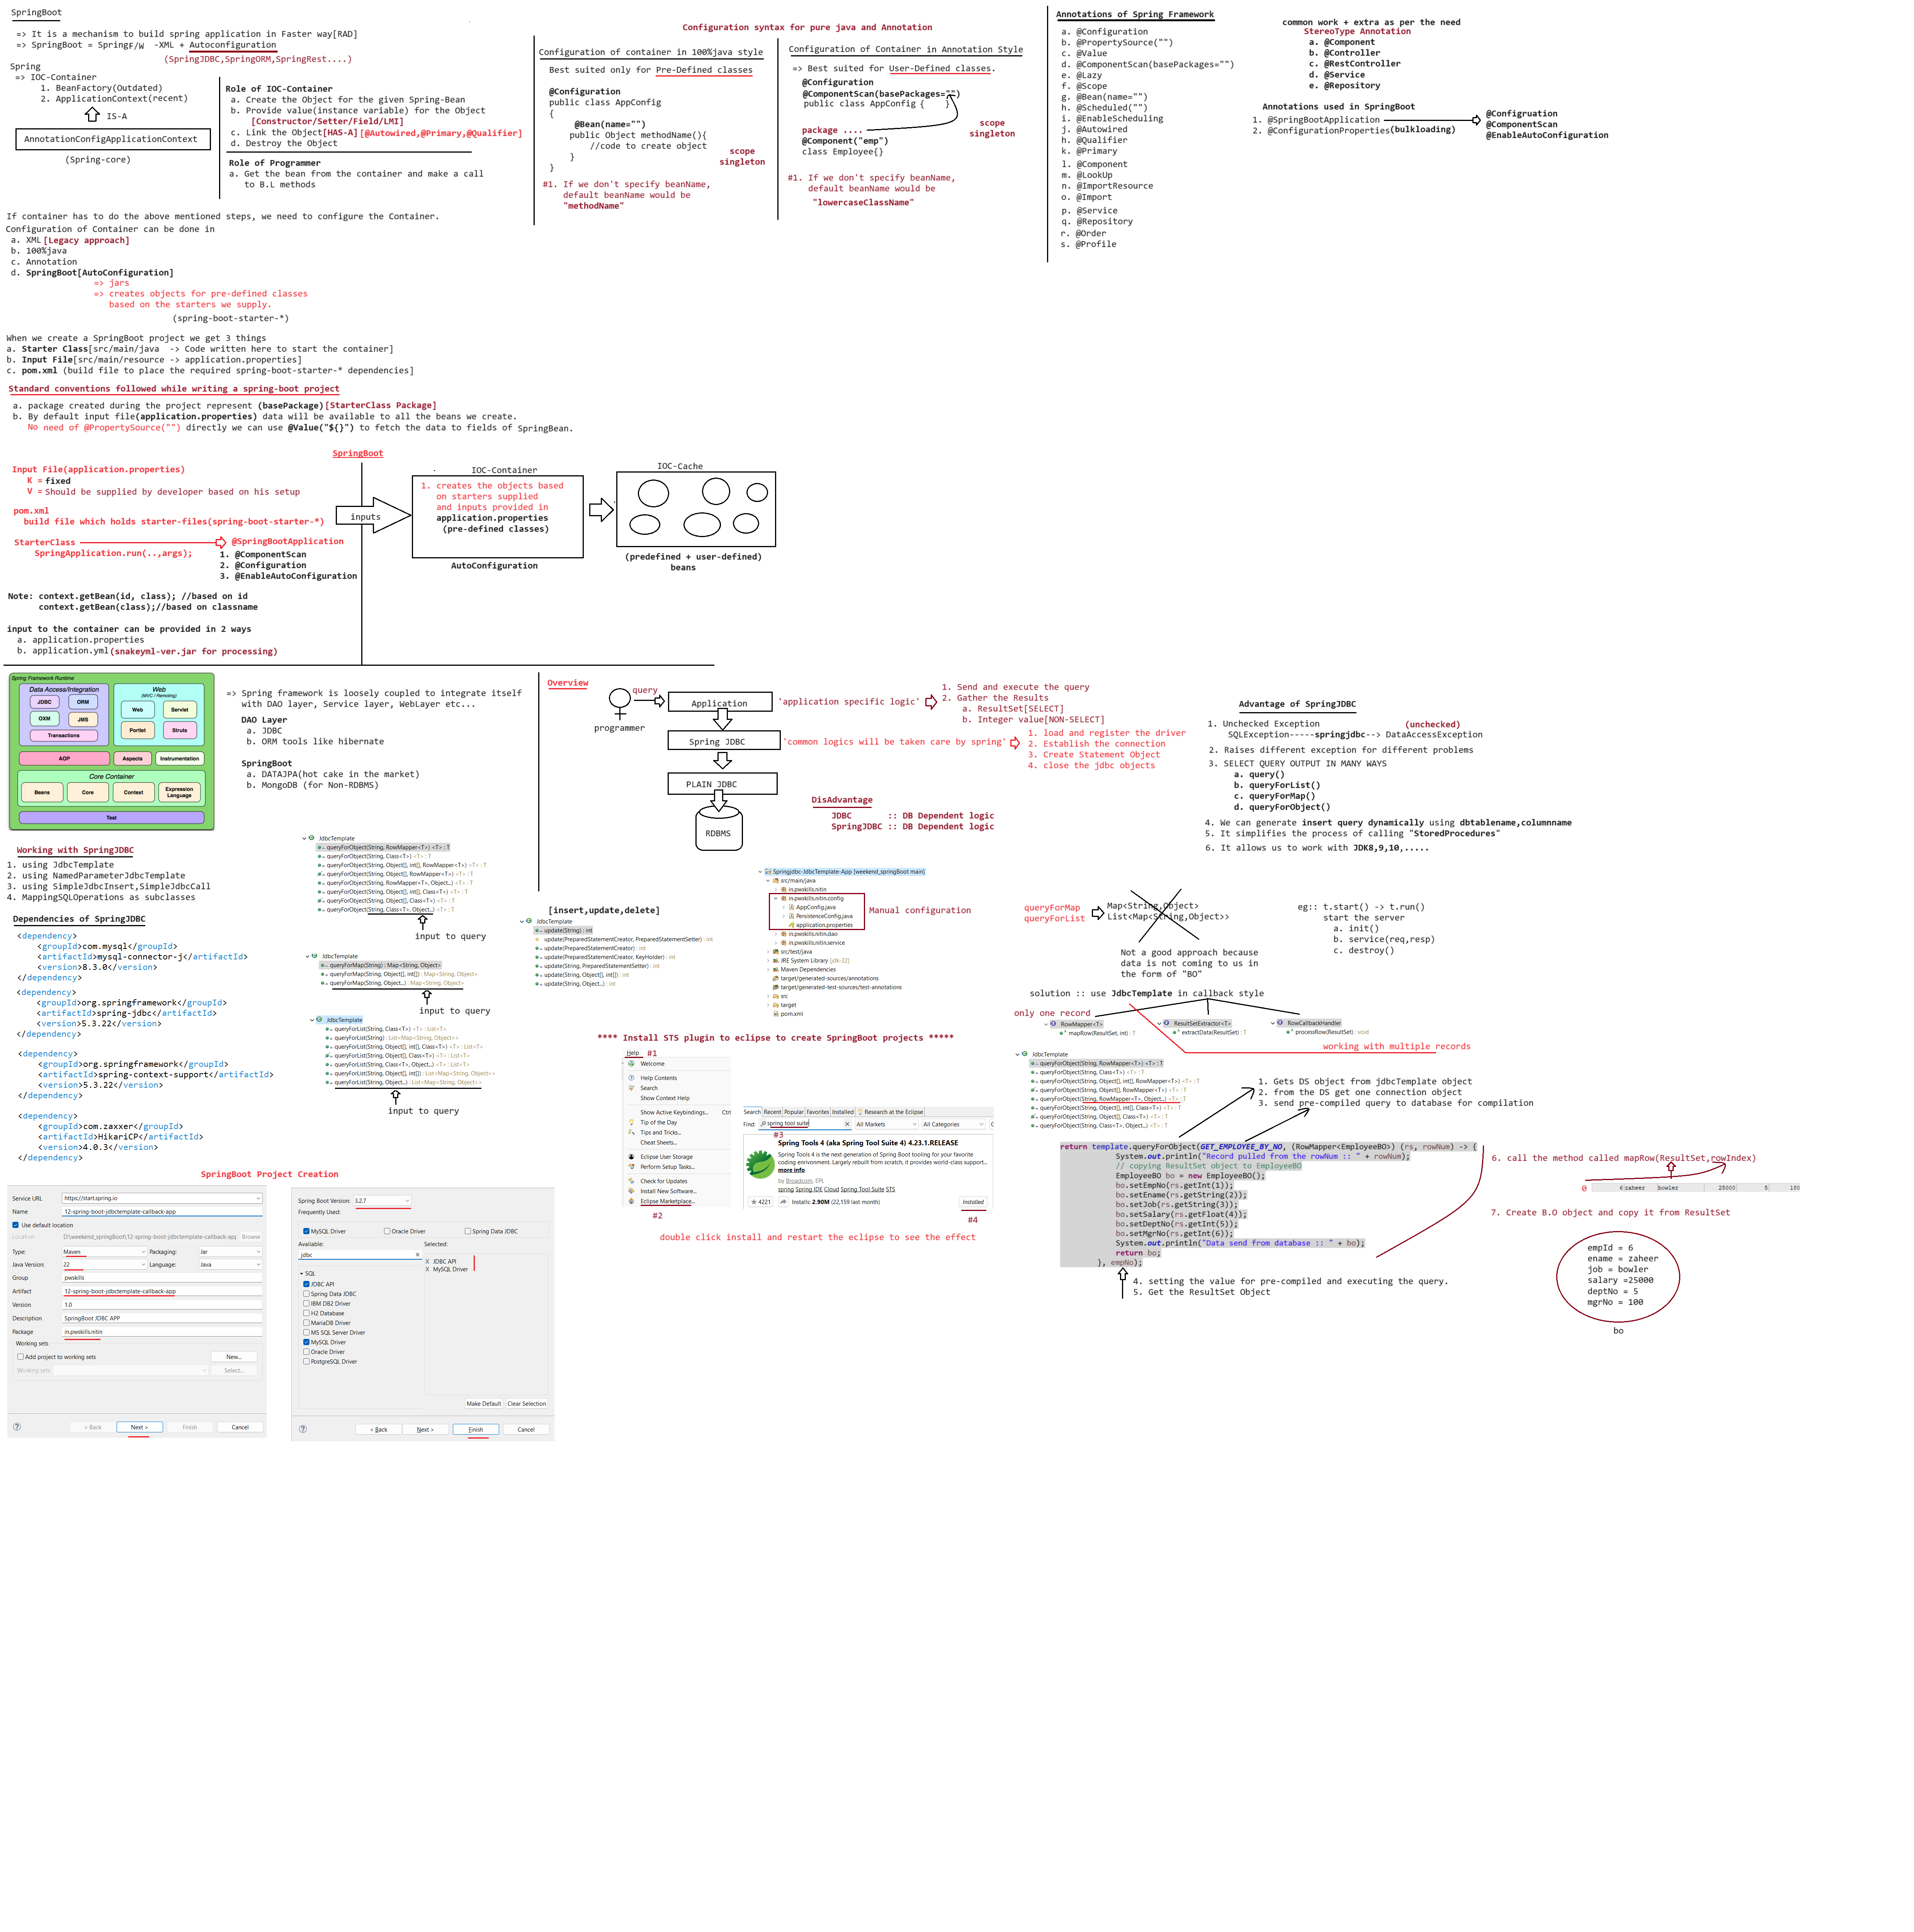 SpringBoot
=> It is a mechanism to build spring application in Faster way[RAD]
=> SpringBoot = SpringF/W -XML + Autoconfiguration
(SpringJDBC,SpringORM,SpringRest....)
Spring
=> IOC-Container
1. BeanFactory(Outdated)
2. ApplicationContext(recent)
IS-A
AnnotationConfigApplicationContext
(Spring-core)
Role of IOC-Container
a. Create the Object for the given Spring-Bean
b. Provide value(instance variable) for the Object
[Constructor/Setter/Field/LMI]
c. Link the Object[HAS-A][@Autowired,@Primary,@Qualifier]
d. Destroy the Object
Role of Programmer
a. Get the bean from the container and make a call
to B.L methods
If container has to do the above mentioned steps, we need to configure the Container.
Configuration of Container can be done in
a. XML[Legacy approach]
b. 100%java
c. Annotation
d. SpringBoot[AutoConfiguration]
=> jars
=> creates objects for pre-defined classes
based on the starters we supply.
(spring-boot-starter-*)
Configuration syntax for pure java and Annotation
Configuration of container in 100%java style
Best suited only for Pre-Defined classes
@Configuration
public class AppConfig
{
@Bean(name="")
public Object methodName(){
//code to create object
}
}
scope
singleton
#1. If we don't specify beanName,
default beanName would be
"methodName"
Configuration of Container in Annotation Style
=> Best suited for User-Defined classes.
@Configuration
@ComponentScan(basePackages="")
public class AppConfig { }
package ....
@Component("emp")
class Employee{}
scope
singleton
#1. If we don't specify beanName,
default beanName would be
"lowercaseClassName"
Annotations of Spring Framework
a. @Configuration
b. @PropertySource("")
c. @Value
d. @ComponentScan(basePackages="")
e. @Lazy
f. @Scope
g. @Bean(name="")
h. @Scheduled("")
i. @EnableScheduling
j. @Autowired
h. @Qualifier
k. @Primary
l. @Component
m. @LookUp
n. @ImportResource
o. @Import
p. @Service
q. @Repository
r. @Order
s. @Profile
common work + extra as per the need
StereoType Annotation
a. @Component
b. @Controller
c. @RestController
d. @Service
e. @Repository
Annotations used in SpringBoot
1. @SpringBootApplication
2. @ConfigurationProperties(bulkloading)
@Configruation
@ComponentScan
@EnableAutoConfiguration
When we create a SpringBoot project we get 3 things
a. Starter Class[src/main/java -> Code written here to start the container]
b. Input File[src/main/resource -> application.properties]
c. pom.xml (build file to place the required spring-boot-starter-* dependencies]
Standard conventions followed while writing a spring-boot project
a. package created during the project represent (basePackage)[StarterClass Package]
b. By default input file(application.properties) data will be available to all the beans we create.
No need of @PropertySource("") directly we can use @Value("${}") to fetch the data to fields of SpringBean.
SpringBoot
Input File(application.properties)
K = fixed
V = Should be supplied by developer based on his setup
pom.xml
build file which holds starter-files(spring-boot-starter-*)
StarterClass
SpringApplication.run(..,args);
@SpringBootApplication
1. @ComponentScan
2. @Configuration
3. @EnableAutoConfiguration
inputs
IOC-Container
1. creates the objects based
on starters supplied
and inputs provided in
application.properties
(pre-defined classes)
AutoConfiguration
IOC-Cache
(predefined + user-defined)
beans
Note: context.getBean(id, class); //based on id
context.getBean(class);//based on classname
input to the container can be provided in 2 ways
a. application.properties
b. application.yml(snakeyml-ver.jar for processing)
Spring Framework Runtime
Data Access/Integration
JDBC
ORM
OXM
JMS
Transactions
Web
(MVC / Remoting)
Web
Servlet
Portlet
Struts
AOP
Aspects
Instrumentation
Core Container
Beans
Core
Context
Expression
Language
Test
=> Spring framework is loosely coupled to integrate itself
with DAO layer, Service layer, WebLayer etc...
DAO Layer
a. JDBC
b. ORM tools like hibernate
SpringBoot
a. DATAJPA(hot cake in the market)
b. MongoDB (for Non-RDBMS)
Overview
programmer
query
Application
Spring JDBC
PLAIN JDBC
RDBMS
'application specific logic'
1. Send and execute the query
2. Gather the Results
a. ResultSet[SELECT]
b. Integer value[NON-SELECT]
'common logics will be taken care by spring'
1. load and register the driver
2. Establish the connection
3. Create Statement Object
4. close the jdbc objects
DisAdvantage
JDBC :: DB Dependent logic
SpringJDBC :: DB Dependent logic
Advantage of SpringJDBC
1. Unchecked Exception (unchecked)
SQLException-----springjdbc--> DataAccessException
2. Raises different exception for different problems
3. SELECT QUERY OUTPUT IN MANY WAYS
a. query()
b. queryForList()
c. queryForMap()
d. queryForObject()
4. We can generate insert query dynamically using dbtablename,columnname
5. It simplifies the process of calling "StoredProcedures"
6. It allows us to work with JDK8,9,10,.....
Working with SpringJDBC
1. using JdbcTemplate
2. using NamedParameterJdbcTemplate
3. using SimpleJdbcInsert,SimpleJdbcCall
4. MappingSQLOperations as subclasses
Dependencies of SpringJDBC
<dependency>
<groupId>com.mysql</groupId>
<artifactId>mysql-connector-j</artifactId>
<version>8.3.0</version>
</dependency>
<dependency>
<groupId>org.springframework</groupId>
<artifactId>spring-jdbc</artifactId>
<version>5.3.22</version>
</dependency>
<dependency>
<groupId>org.springframework</groupId>
<artifactId>spring-context-support</artifactId>
<version>5.3.22</version>
</dependency>
<dependency>
<groupId>com.zaxxer</groupId>
<artifactId>HikariCP</artifactId>
<version>4.0.3</version>
</dependency>
JdbcTemplate
queryForObject(String, RowMapper<T>) <T> : T
queryForObject(String, Class<T>) <T> : T
queryForObject(String, Object[], int[], RowMapper<T>) <T> : T
queryForObject(String, Object[], RowMapper<T>) <T> : T
queryForObject(String, RowMapper<T>, Object...) <T> : T
queryForObject(String, Object[], int[], Class<T>) <T> : T
queryForObject(String, Object[], Class<T>) <T> : T
queryForObject(String, Class<T>, Object...) <T> : T
input to query
JdbcTemplate
queryForMap(String) : Map<String, Object>
queryForMap(String, Object[], int[]) : Map<String, Object>
queryForMap(String, Object...) : Map<String, Object>
input to query
JdbcTemplate
queryForList(String, Class<T>) <T> : List<T>
queryForList(String) : List<Map<String, Object>>
queryForList(String, Object[], int[], Class<T>) <T> : List<T>
queryForList(String, Object[], Class<T>) <T> : List<T>
queryForList(String, Class<T>, Object...) <T> : List<T>
queryForList(String, Object[], int[]) : List<Map<String, Object>>
queryForList(String, Object...) : List<Map<String, Object>>
input to query
[insert,update,delete]
JdbcTemplate
update(String) : int
update(PreparedStatementCreator, PreparedStatementSetter) : int
update(PreparedStatementCreator) : int
update(PreparedStatementCreator, KeyHolder) : int
update(String, PreparedStatementSetter) : int
update(String, Object[], int[]) : int
update(String, Object...) : int
Springjdbc-JdbcTemplate-App [weekend_springBoot main]
src/main/java
in.pwskills.nitin
in.pwskills.nitin.config
AppConfig.java
PersistenceConfig.java
application.properties
in.pwskills.nitin.dao
in.pwskills.nitin.service
src/test/java
JRE System Library [jdk-22]
Maven Dependencies
target/generated-sources/annotations
target/generated-test-sources/test-annotations
src
target
pom.xml
Manual configuration
queryForMap
queryForList
Map<String,Object>
List<Map<String,Object>>
Not a good approach because
data is not coming to us in
the form of "BO"
eg:: t.start() -> t.run()
start the server
a. init()
b. service(req,resp)
c. destroy()
solution :: use JdbcTemplate in callback style
only one record
RowMapper<T>
mapRow(ResultSet, int) : T
ResultSetExtractor<T>
extractData(ResultSet) : T
RowCallbackHandler
processRow(ResultSet) : void
working with multiple records
JdbcTemplate
queryForObject(String, RowMapper<T>) <T> : T
queryForObject(String, Class<T>) <T> : T
queryForObject(String, Object[], int[], RowMapper<T>) <T> : T
queryForObject(String, Object[], RowMapper<T>) <T> : T
queryForObject(String, RowMapper<T>, Object...) <T> : T
queryForObject(String, Object[], int[], Class<T>) <T> : T
queryForObject(String, Object[], Class<T>) <T> : T
queryForObject(String, Class<T>, Object...) <T> : T
1. Gets DS object from jdbcTemplate object
2. from the DS get one connection object
3. send pre-compiled query to database for compilation
return template.queryForObject(GET_EMPLOYEE_BY_NO, (RowMapper<EmployeeBO>) (rs, rowNum) -> {
System.out.println("Record pulled from the rowNum :: " + rowNum);
// copying ResultSet object to EmployeeBO
EmployeeBO bo = new EmployeeBO();
bo.setEmpNo(rs.getInt(1));
bo.setEname(rs.getString(2));
bo.setJob(rs.getString(3));
bo.setSalary(rs.getFloat(4));
bo.setDeptNo(rs.getInt(5));
bo.setMgrNo(rs.getInt(6));
System.out.println("Data send from database :: " + bo);
return bo;
}, empNo);
4. setting the value for pre-compiled and executing the query.
5. Get the ResultSet Object
6. call the method called mapRow(ResultSet,rowIndex)
0 6 zaheer bowler 25000 5 100
7. Create B.O object and copy it from ResultSet
empId = 6
ename = zaheer
job = bowler
salary =25000
deptNo = 5
mgrNo = 100
bo
**** Install STS plugin to eclipse to create SpringBoot projects *****
Help #1
Welcome
Help Contents
Search
Show Context Help
Show Active Keybindings... Ctrl
Tip of the Day
Tips and Tricks...
Cheat Sheets...
Eclipse User Storage
Perform Setup Tasks...
Check for Updates
Install New Software...
Eclipse Marketplace...
#2
Search Recent Popular Favorites Installed Research at the Eclipse
Find: spring tool suite All Markets All Categories
#3
Spring Tools 4 (aka Spring Tool Suite 4) 4.23.1.RELEASE
Spring Tools 4 is the next generation of Spring Boot tooling for your favorite
coding enrivonment. Largely rebuilt from scratch, it provides world-class support...
more info
by Broadcom, EPL
spring Spring IDE Cloud Spring Tool Suite STS
4221 Installs: 2.90M (22,159 last month) Installed
#4
double click install and restart the eclipse to see the effect
SpringBoot Project Creation
Service URL https://start.spring.io
Name 12-spring-boot-jdbctemplate-callback-app
Use default location
Location D:\weekend_springBoot\12-spring-boot-jdbctemplate-callback-app Browse
Type: Maven Packaging: Jar
Java Version: 22 Language: Java
Group pwskills
Artifact 12-spring-boot-jdbctemplate-callback-app
Version 1.0
Description SpringBoot JDBC APP
Package in.pwskills.nitin
Working sets
Add project to working sets New...
Working sets: Select...
< Back Next > Finish Cancel
Spring Boot Version: 3.2.7
Frequently Used:
MySQL Driver Oracle Driver Spring Data JDBC
Available: Selected:
jdbc
X JDBC API
X MySQL Driver
SQL
JDBC API
Spring Data JDBC
IBM DB2 Driver
H2 Database
MariaDB Driver
MS SQL Server Driver
MySQL Driver
Oracle Driver
PostgreSQL Driver
Make Default Clear Selection
< Back Next > Finish Cancel